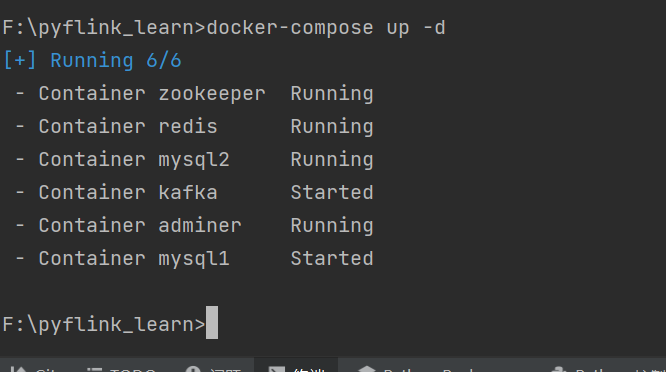 F:\pyflink_learn>docker-compose up -d
[+] Running 6/6
- Container zookeeper Running
- Container redis Running
- Container mysql2 Running
- Container kafka Started
- Container adminer Running
- Container mysql1 Started
F:\pyflink_learn>